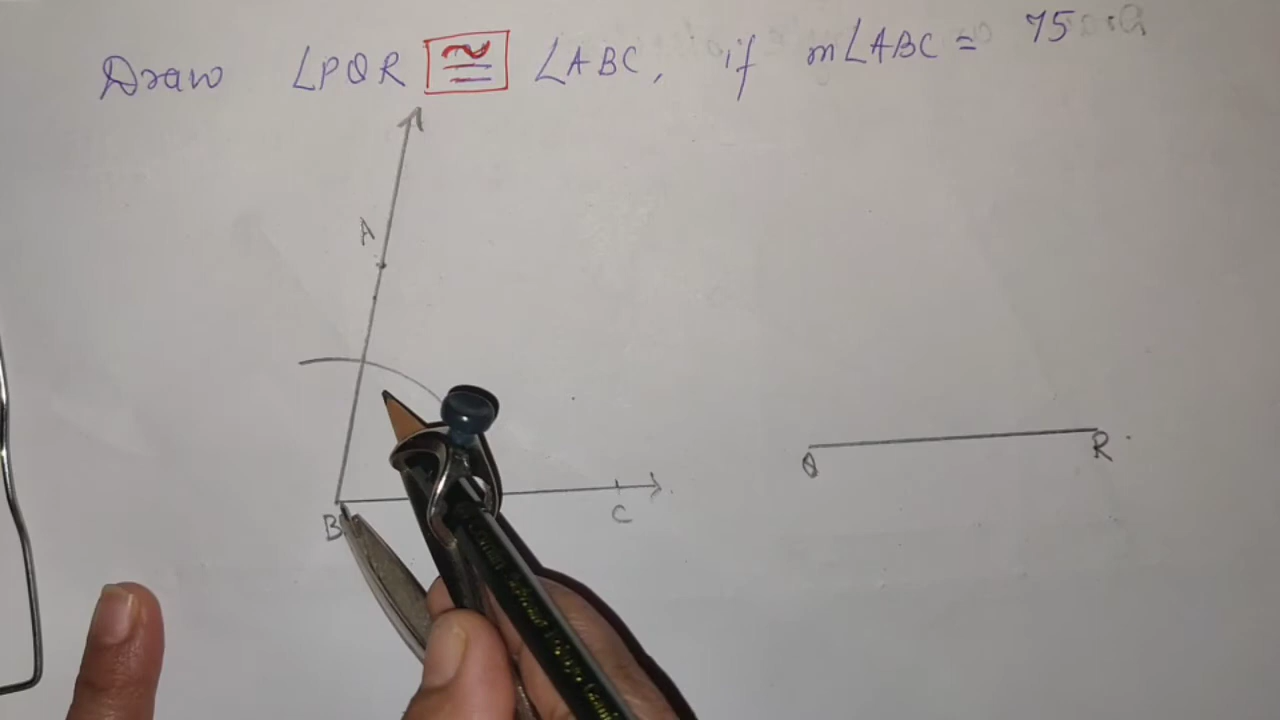 Draw ∠PQR ≅ ∠ABC, if m∠ABC = 75
A
B
C
Q
R